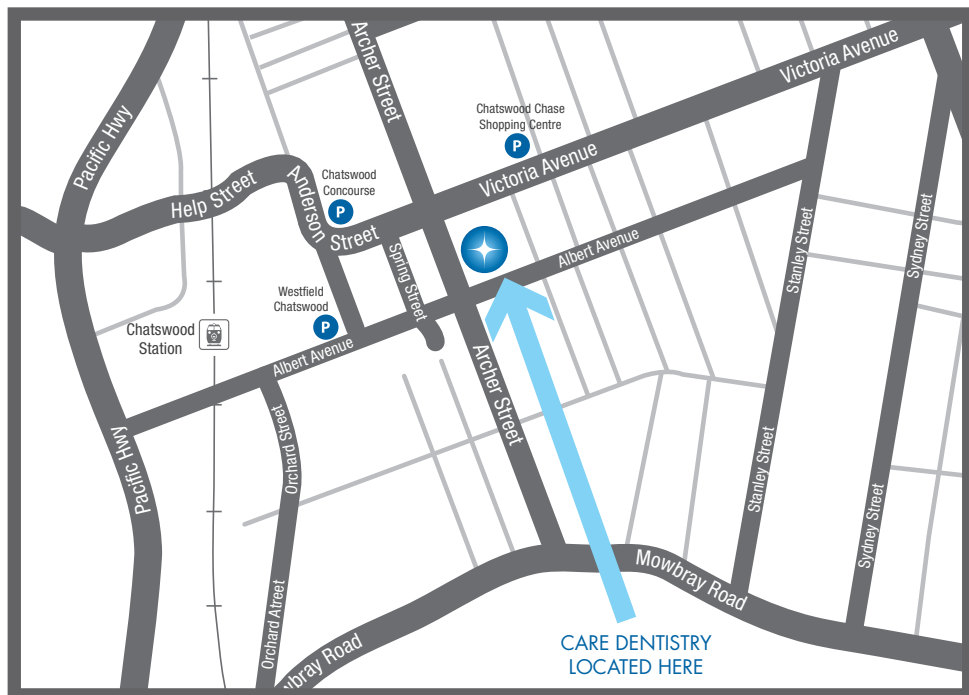 Archer Street
Victoria Avenue
Pacific Hwy
Chatswood Chase
Shopping Centre
P
Victoria Avenue
Help Street
Anderson
Street
Chatswood
Concourse
P
Spring Street
Albert Avenue
Stanley Street
Sydney Street
Westfield
Chatswood
P
Chatswood
Station
Albert Avenue
Archer Street
Orchard Street
Pacific Hwy
Stanley Street
Sydney Street
Orchard Atreet
Mowbray Road
wbray Road
CARE DENTISTRY
LOCATED HERE